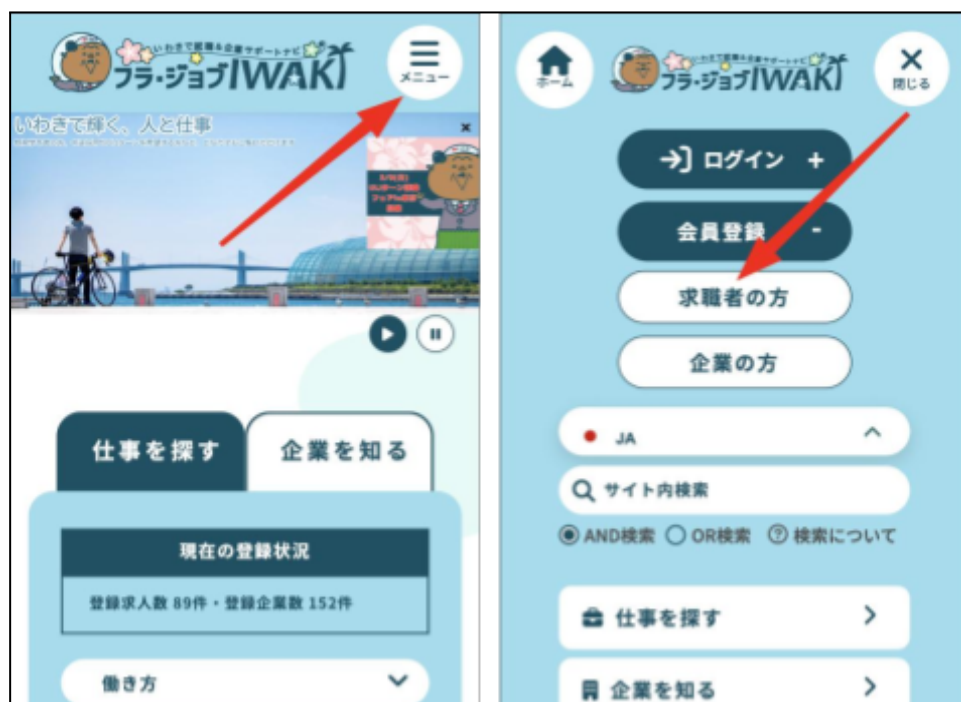 いわきで就職&企業サポートナビ
フラ・ジョブIWAKI
メニュー
いわきで輝く、人と仕事
仕事を探す
企業を知る
現在の登録状況
登録求人数 89件・登録企業数 152件
働き方
ホーム
いわきで就職&企業サポートナビ
フラ・ジョブIWAKI
閉じる
ログイン +
会員登録 -
求職者の方
企業の方
JA
サイト内検索
AND検索 OR検索 ? 検索について
仕事を探す
企業を知る